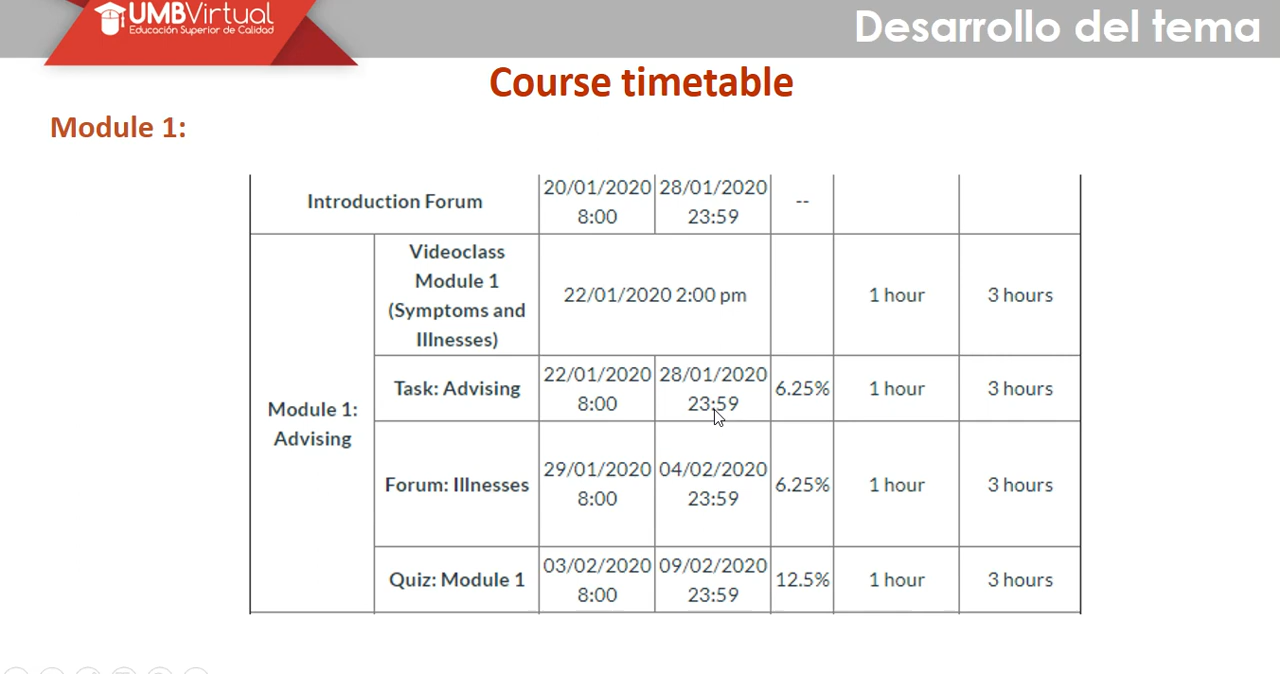 UMBVirtual
Educación Superior de Calidad
Desarrollo del tema
Course timetable
Module 1:
Introduction Forum
20/01/2020
8:00
28/01/2020
23:59
--
Module 1:
Advising
Videoclass
Module 1
(Symptoms and
Illnesses)
22/01/2020 2:00 pm
1 hour
3 hours
Task: Advising
22/01/2020
8:00
28/01/2020
23:59
6.25%
1 hour
3 hours
Forum: Illnesses
29/01/2020
8:00
04/02/2020
23:59
6.25%
1 hour
3 hours
Quiz: Module 1
03/02/2020
8:00
09/02/2020
23:59
12.5%
1 hour
3 hours